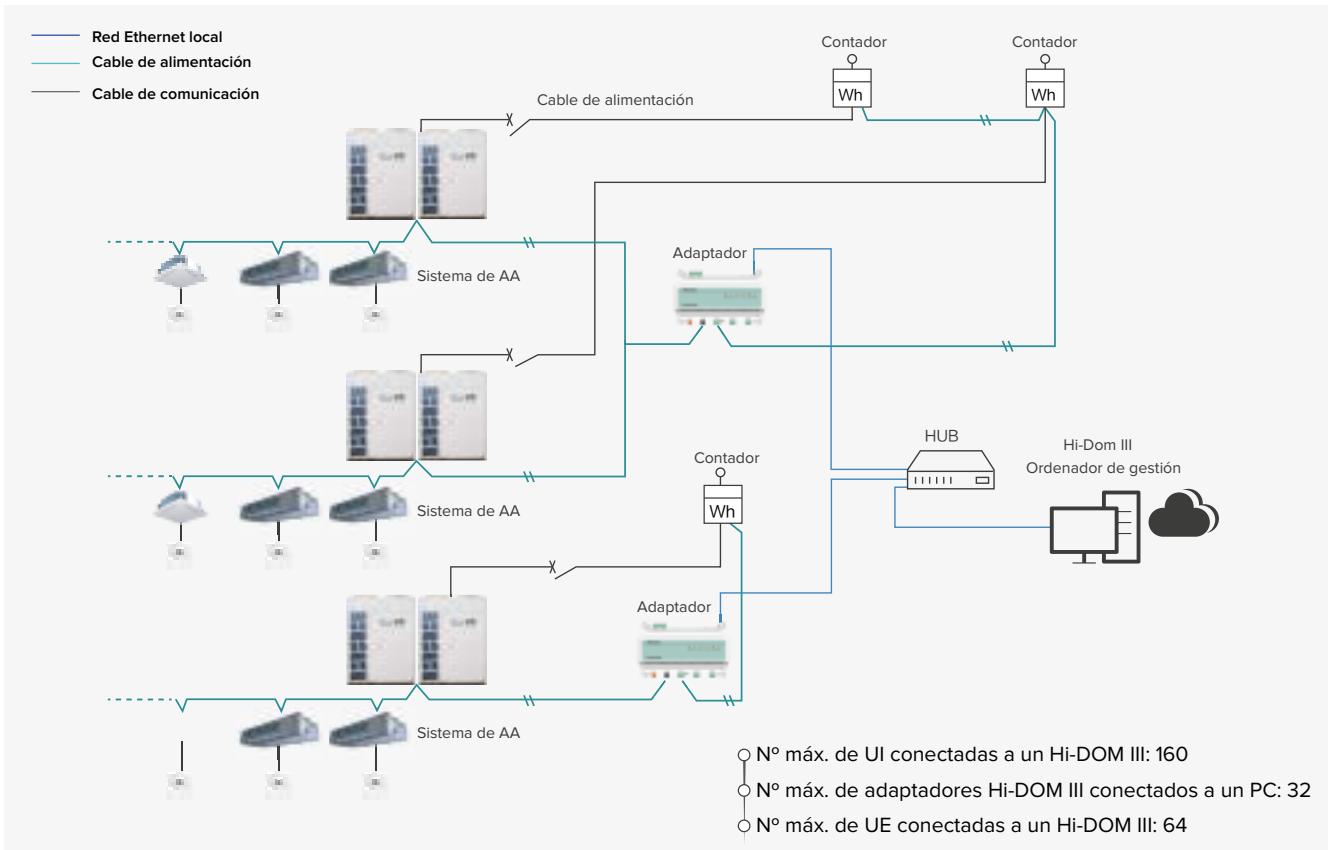 Red Ethernet local
Cable de alimentación
Cable de comunicación
Contador
Contador
Wh
Wh
Cable de alimentación
Adaptador
Sistema de AA
HUB
Hi-Dom III
Ordenador de gestión
Contador
Wh
Sistema de AA
Adaptador
Sistema de AA
Nº máx. de UI conectadas a un Hi-DOM III: 160
Nº máx. de adaptadores Hi-DOM III conectados a un PC: 32
Nº máx. de UE conectadas a un Hi-DOM III: 64